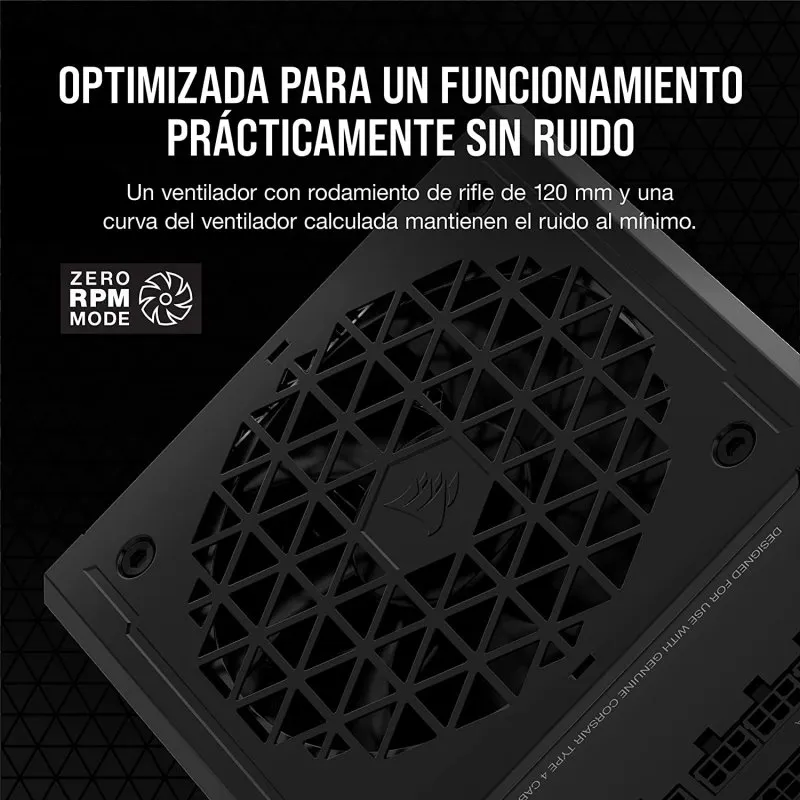 OPTIMIZADA PARA UN FUNCIONAMIENTO
PRÁCTICAMENTE SIN RUIDO
Un ventilador con rodamiento de rifle de 120 mm y una
curva del ventilador calculada mantienen el ruido al mínimo.
ZERO
RPM
MODE
DESIGNED FOR USE WITH GENUINE CORSAIR TYPE 4 CAB